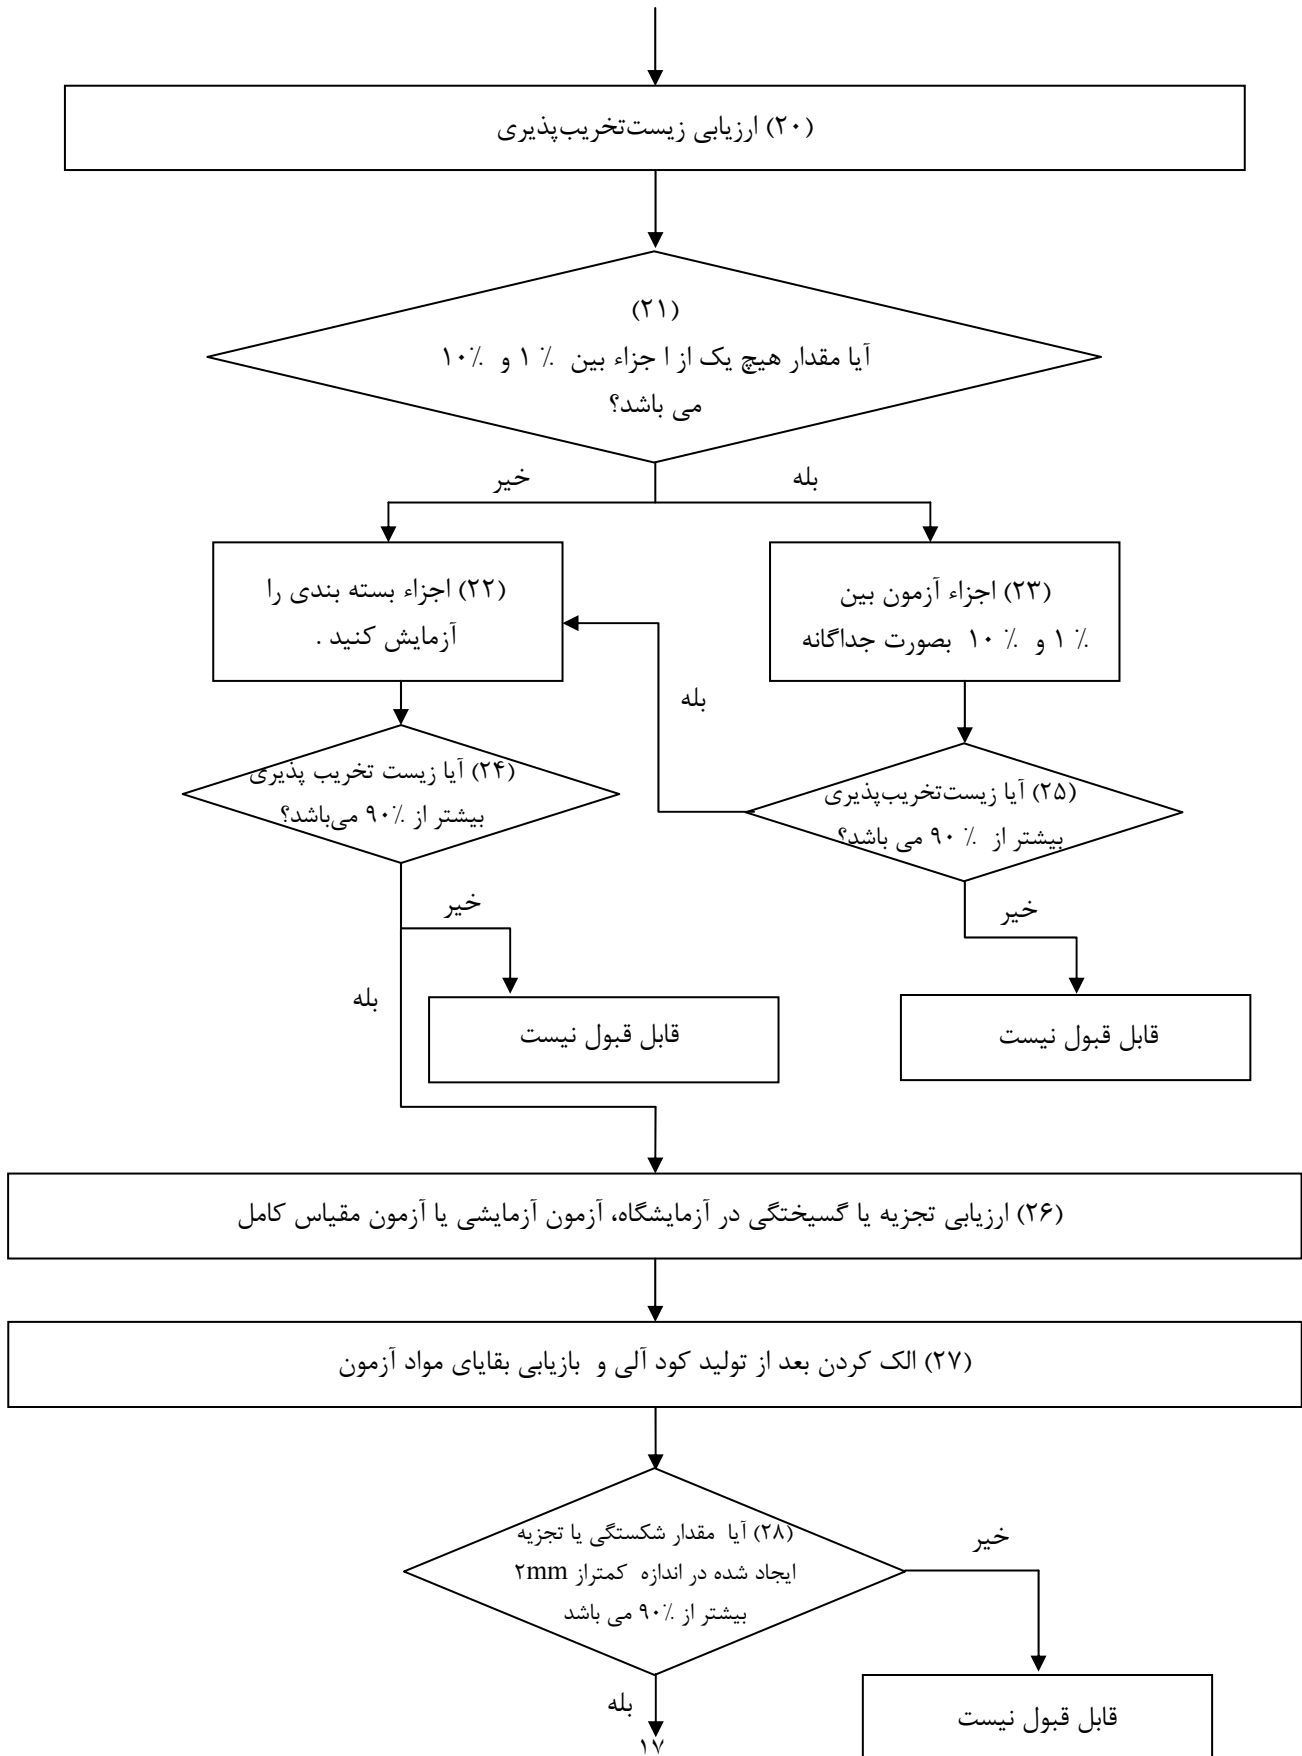 (۲۰) ارزیابی زیست‌تخریب‌پذیری
(۲۱)
آیا مقدار هیچ یک از ا جزاء بین ٪ ۱ و ٪۱۰
می باشد؟
خیر
بله
(۲۲) اجزاء بسته بندی را
آزمایش کنید .
(۲۳) اجزاء آزمون بین
٪ ۱ و ٪ ۱۰ بصورت جداگانه
بله
(۲۴) آیا زیست تخریب پذیری
بیشتر از ٪۹۰ می‌باشد؟
(۲۵) آیا زیست‌تخریب‌پذیری
بیشتر از ٪ ۹۰ می باشد؟
خیر
خیر
بله
قابل قبول نیست
قابل قبول نیست
(۲۶) ارزیابی تجزیه یا گسیختگی در آزمایشگاه، آزمون آزمایشی یا آزمون مقیاس کامل
(۲۷) الک کردن بعد از تولید کود آلی و بازیابی بقایای مواد آزمون
(۲۸) آیا مقدار شکستگی یا تجزیه
ایجاد شده در اندازه کمتراز ۲mm
بیشتر از ٪۹۰ می باشد
خیر
بله
قابل قبول نیست
۱۷